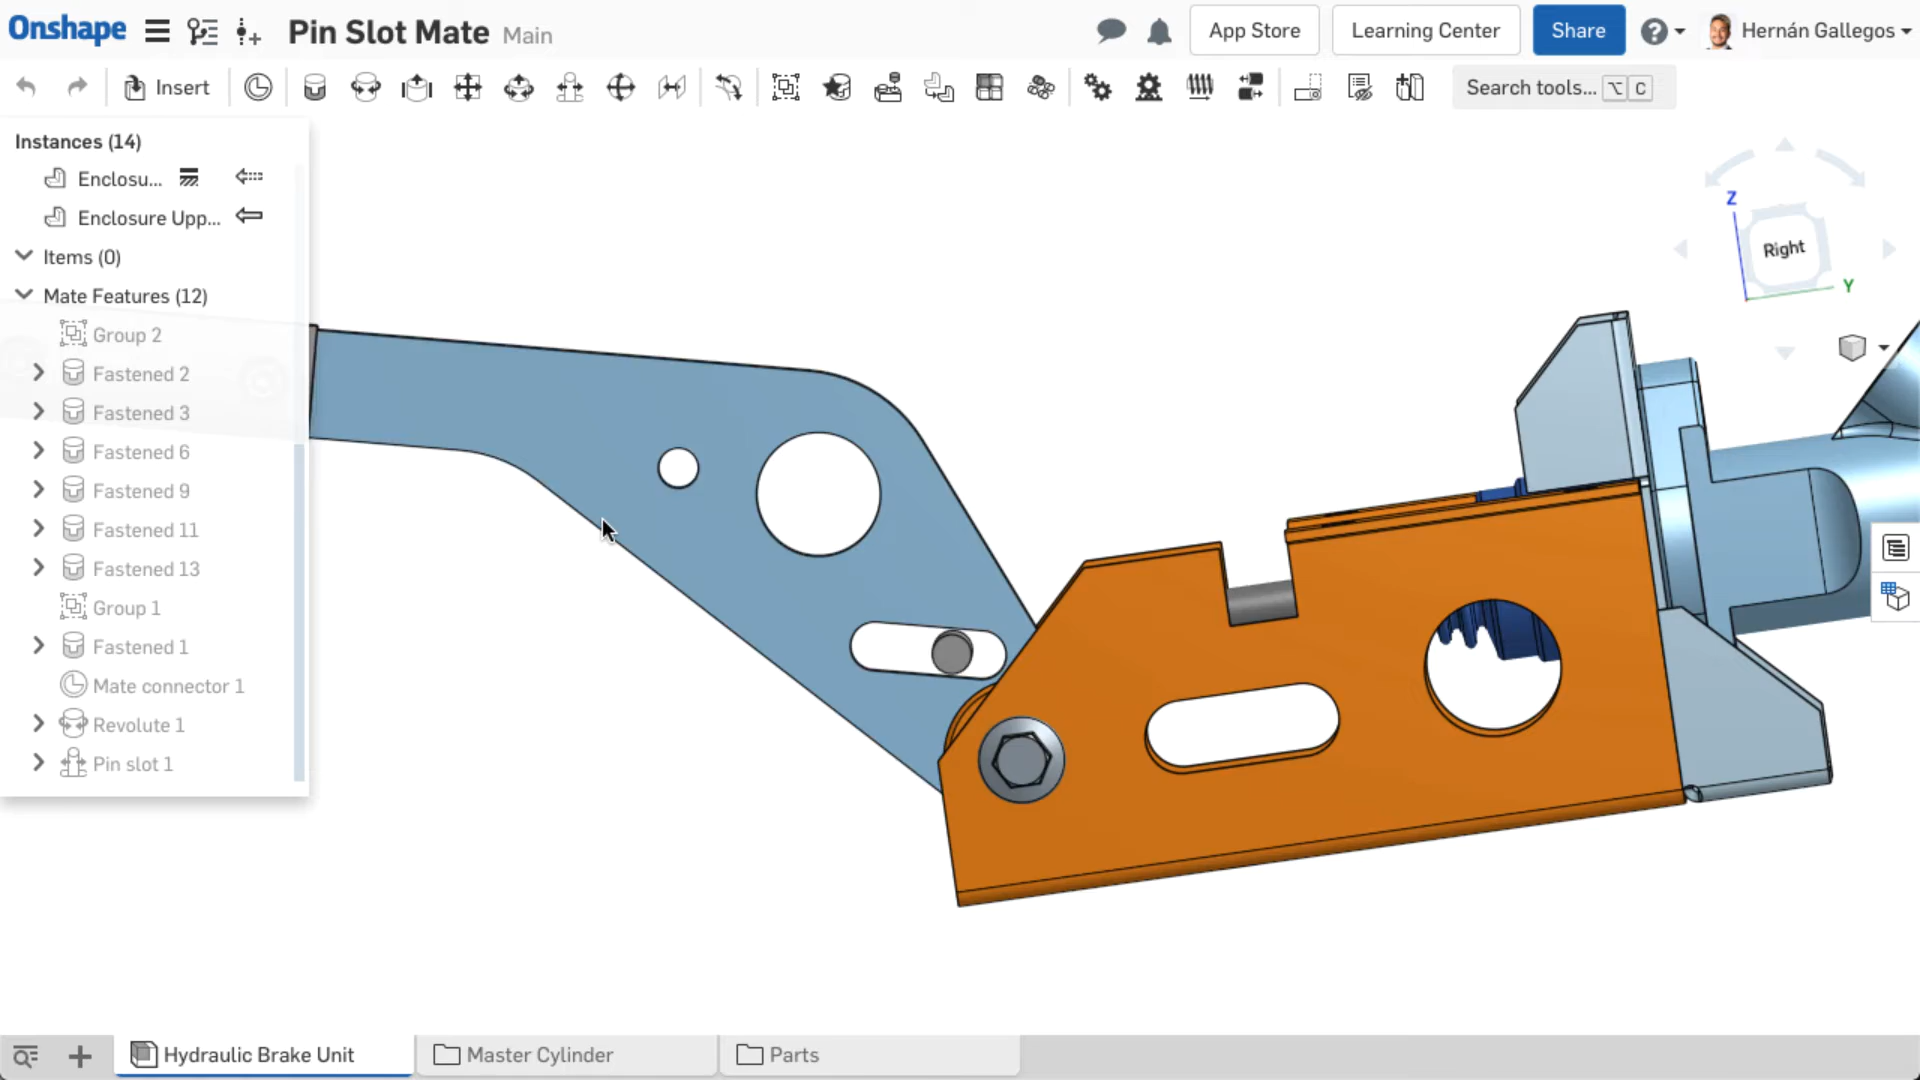 Onshape
Pin Slot Mate Main
App Store
Learning Center
Share
Hernán Gallegos
Insert
Search tools... ⌥ C
Instances (14)
Enclosu...
Enclosure Upp...
Items (0)
Mate Features (12)
Group 2
Fastened 2
Fastened 3
Fastened 6
Fastened 9
Fastened 11
Fastened 13
Group 1
Fastened 1
Mate connector 1
Revolute 1
Pin slot 1
Z
Right
Y
Hydraulic Brake Unit
Master Cylinder
Parts